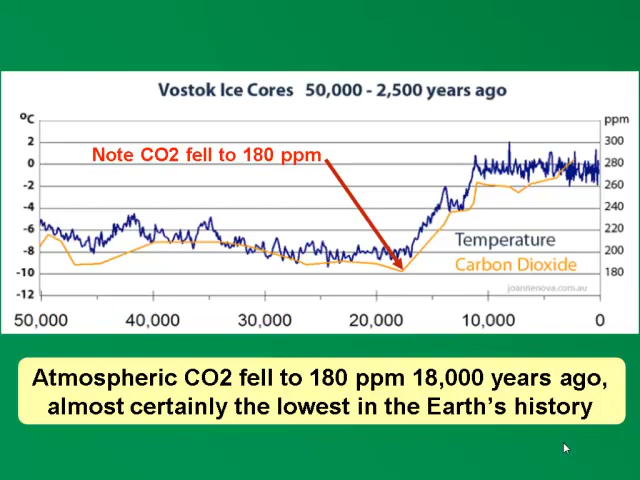 Vostok Ice Cores 50,000 - 2,500 years ago
ºC
ppm
2
0
-2
-4
-6
-8
-10
-12
300
280
260
240
220
200
180
Note CO2 fell to 180 ppm
Temperature
Carbon Dioxide
joannenova.com.au
50,000 40,000 30,000 20,000 10,000 0
Atmospheric CO2 fell to 180 ppm 18,000 years ago,
almost certainly the lowest in the Earth's history